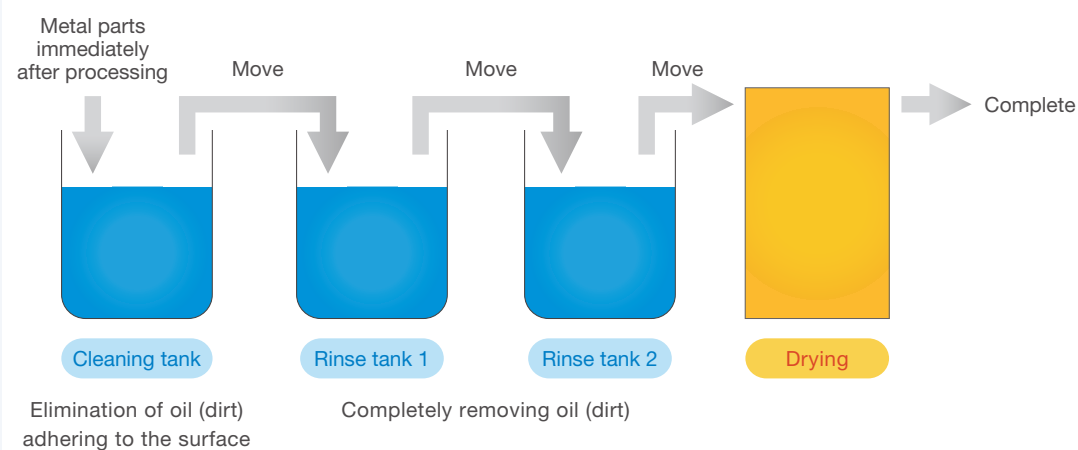 Metal parts
immediately
after processing
Move
Move
Move
Complete
Cleaning tank
Rinse tank 1
Rinse tank 2
Drying
Elimination of oil (dirt)
adhering to the surface
Completely removing oil (dirt)